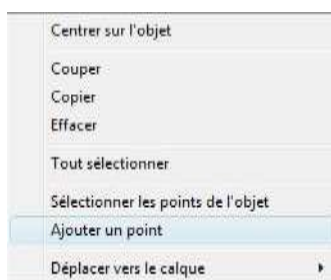 Centrer sur l'objet
Couper
Copier
Effacer
Tout sélectionner
Sélectionner les points de l'objet
Ajouter un point
Déplacer vers le calque